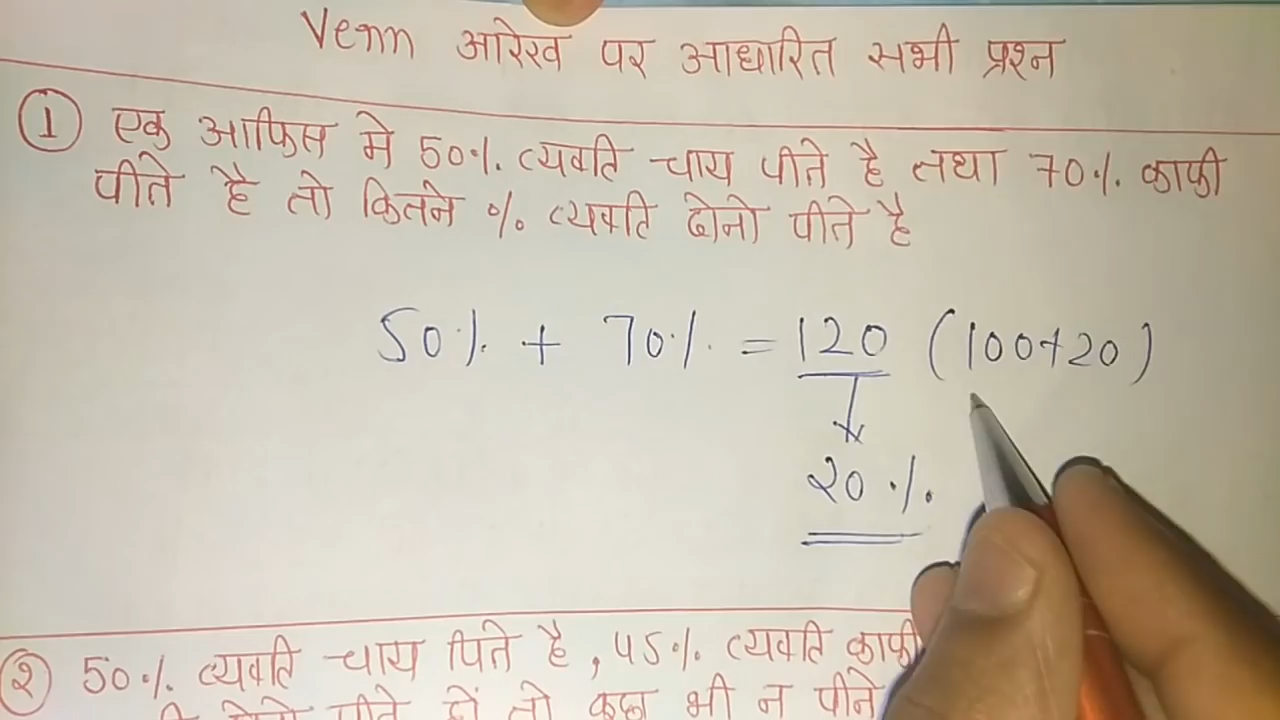 Venn आरेख पर आधारित सभी प्रश्न
① एक आफिस मे 50%. व्यक्ति चाय पीते है तथा 70%. काफी
पीते है तो कितने % व्यक्ति दोनो पीते है
50% + 70% = 120 (100+20)
20%
② 50%. व्यक्ति चाय पिते है, 45%. व्यक्ति काफी
दोनो पीते हों तो कुछ भी न पीने